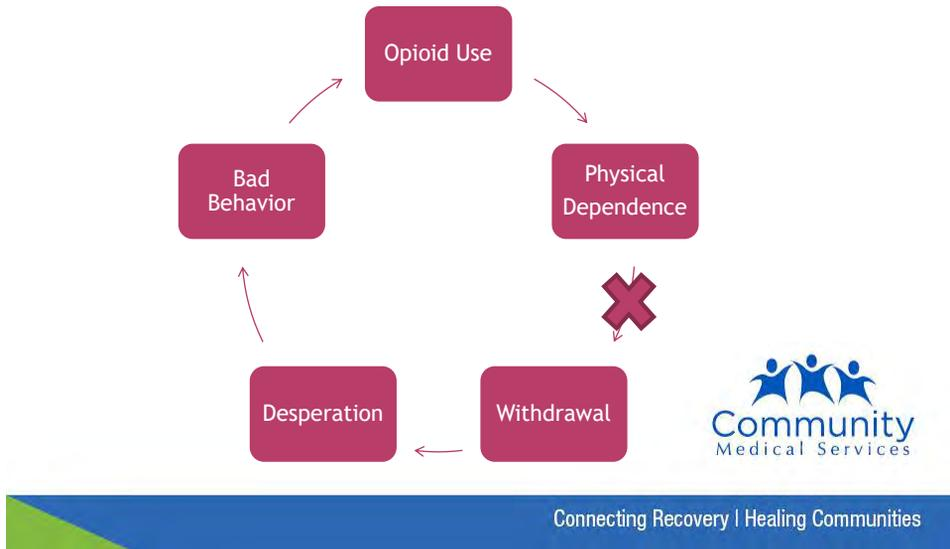 Opioid Use
Physical
Dependence
Withdrawal
Desperation
Bad
Behavior
Community
Medical Services
Connecting Recovery | Healing Communities